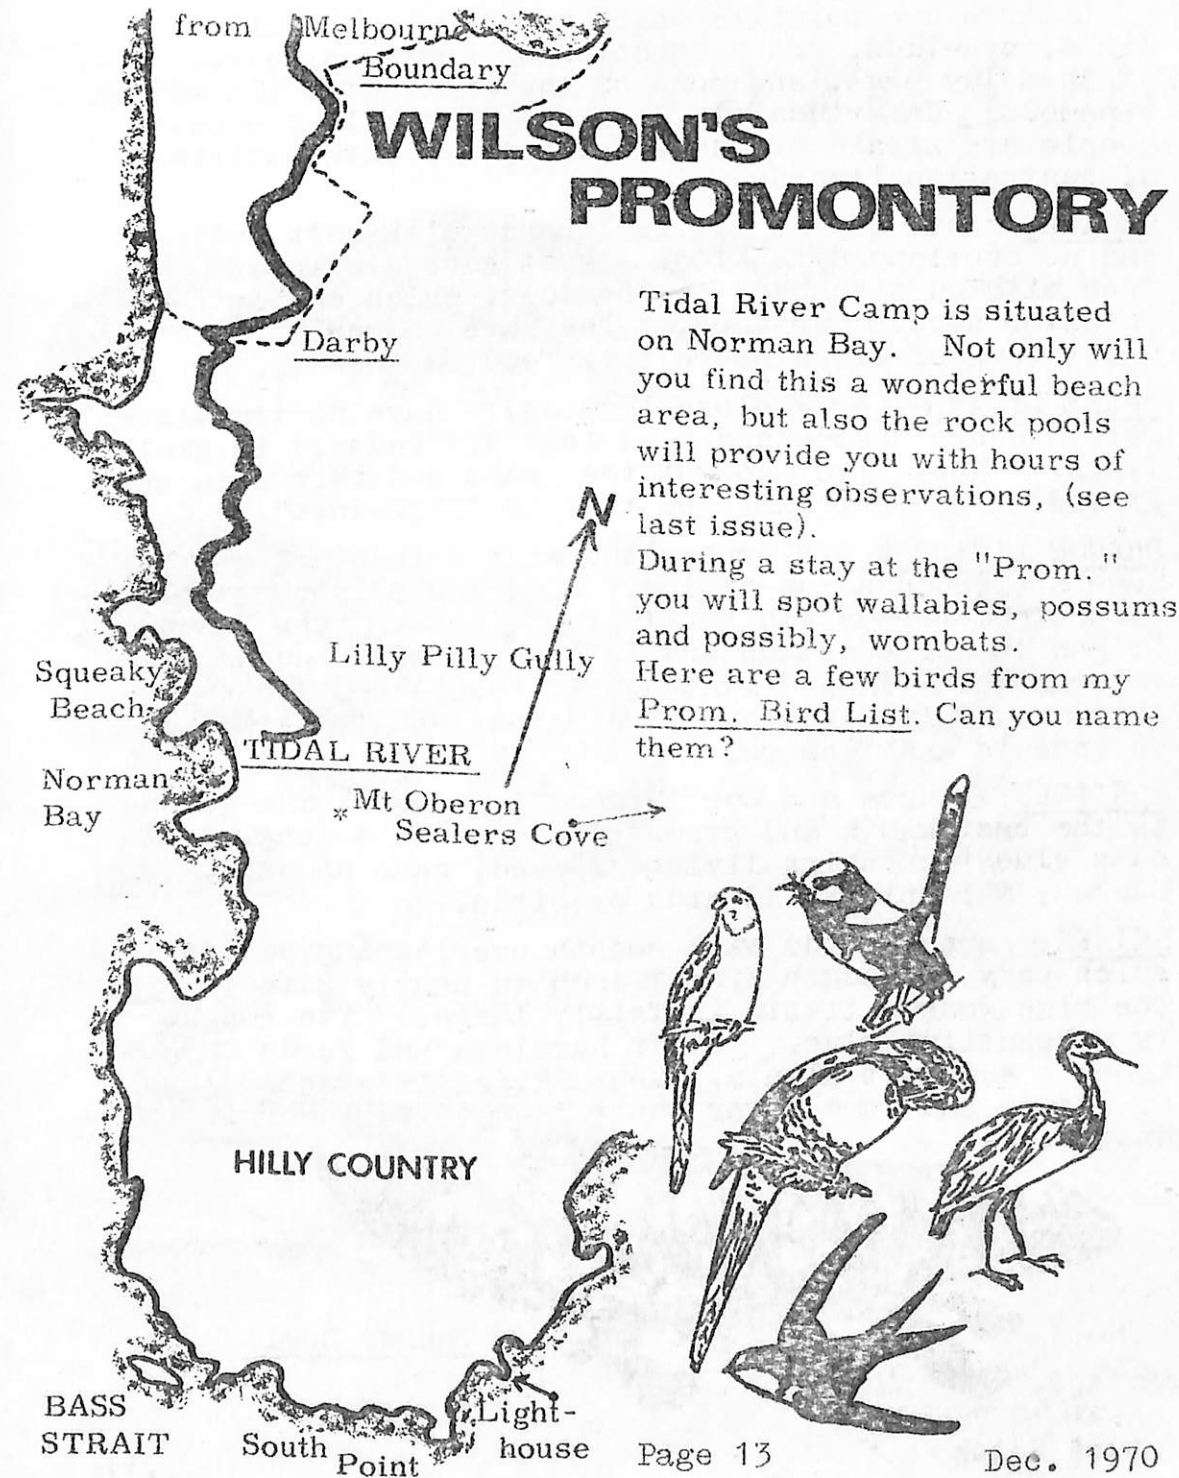 from Melbourne
Boundary
WILSON'S
PROMONTORY
Darby
Tidal River Camp is situated
on Norman Bay. Not only will
you find this a wonderful beach
area, but also the rock pools
will provide you with hours of
interesting observations, (see
last issue).
During a stay at the "Prom."
you will spot wallabies, possums
and possibly, wombats.
Here are a few birds from my
Prom. Bird List. Can you name
them?
N
Lilly Pilly Gully
Squeaky
Beach
TIDAL RIVER
Norman
Bay
* Mt Oberon
Sealers Cove
HILLY COUNTRY
BASS
STRAIT
South
Point
Light-
house
Page 13
Dec. 1970